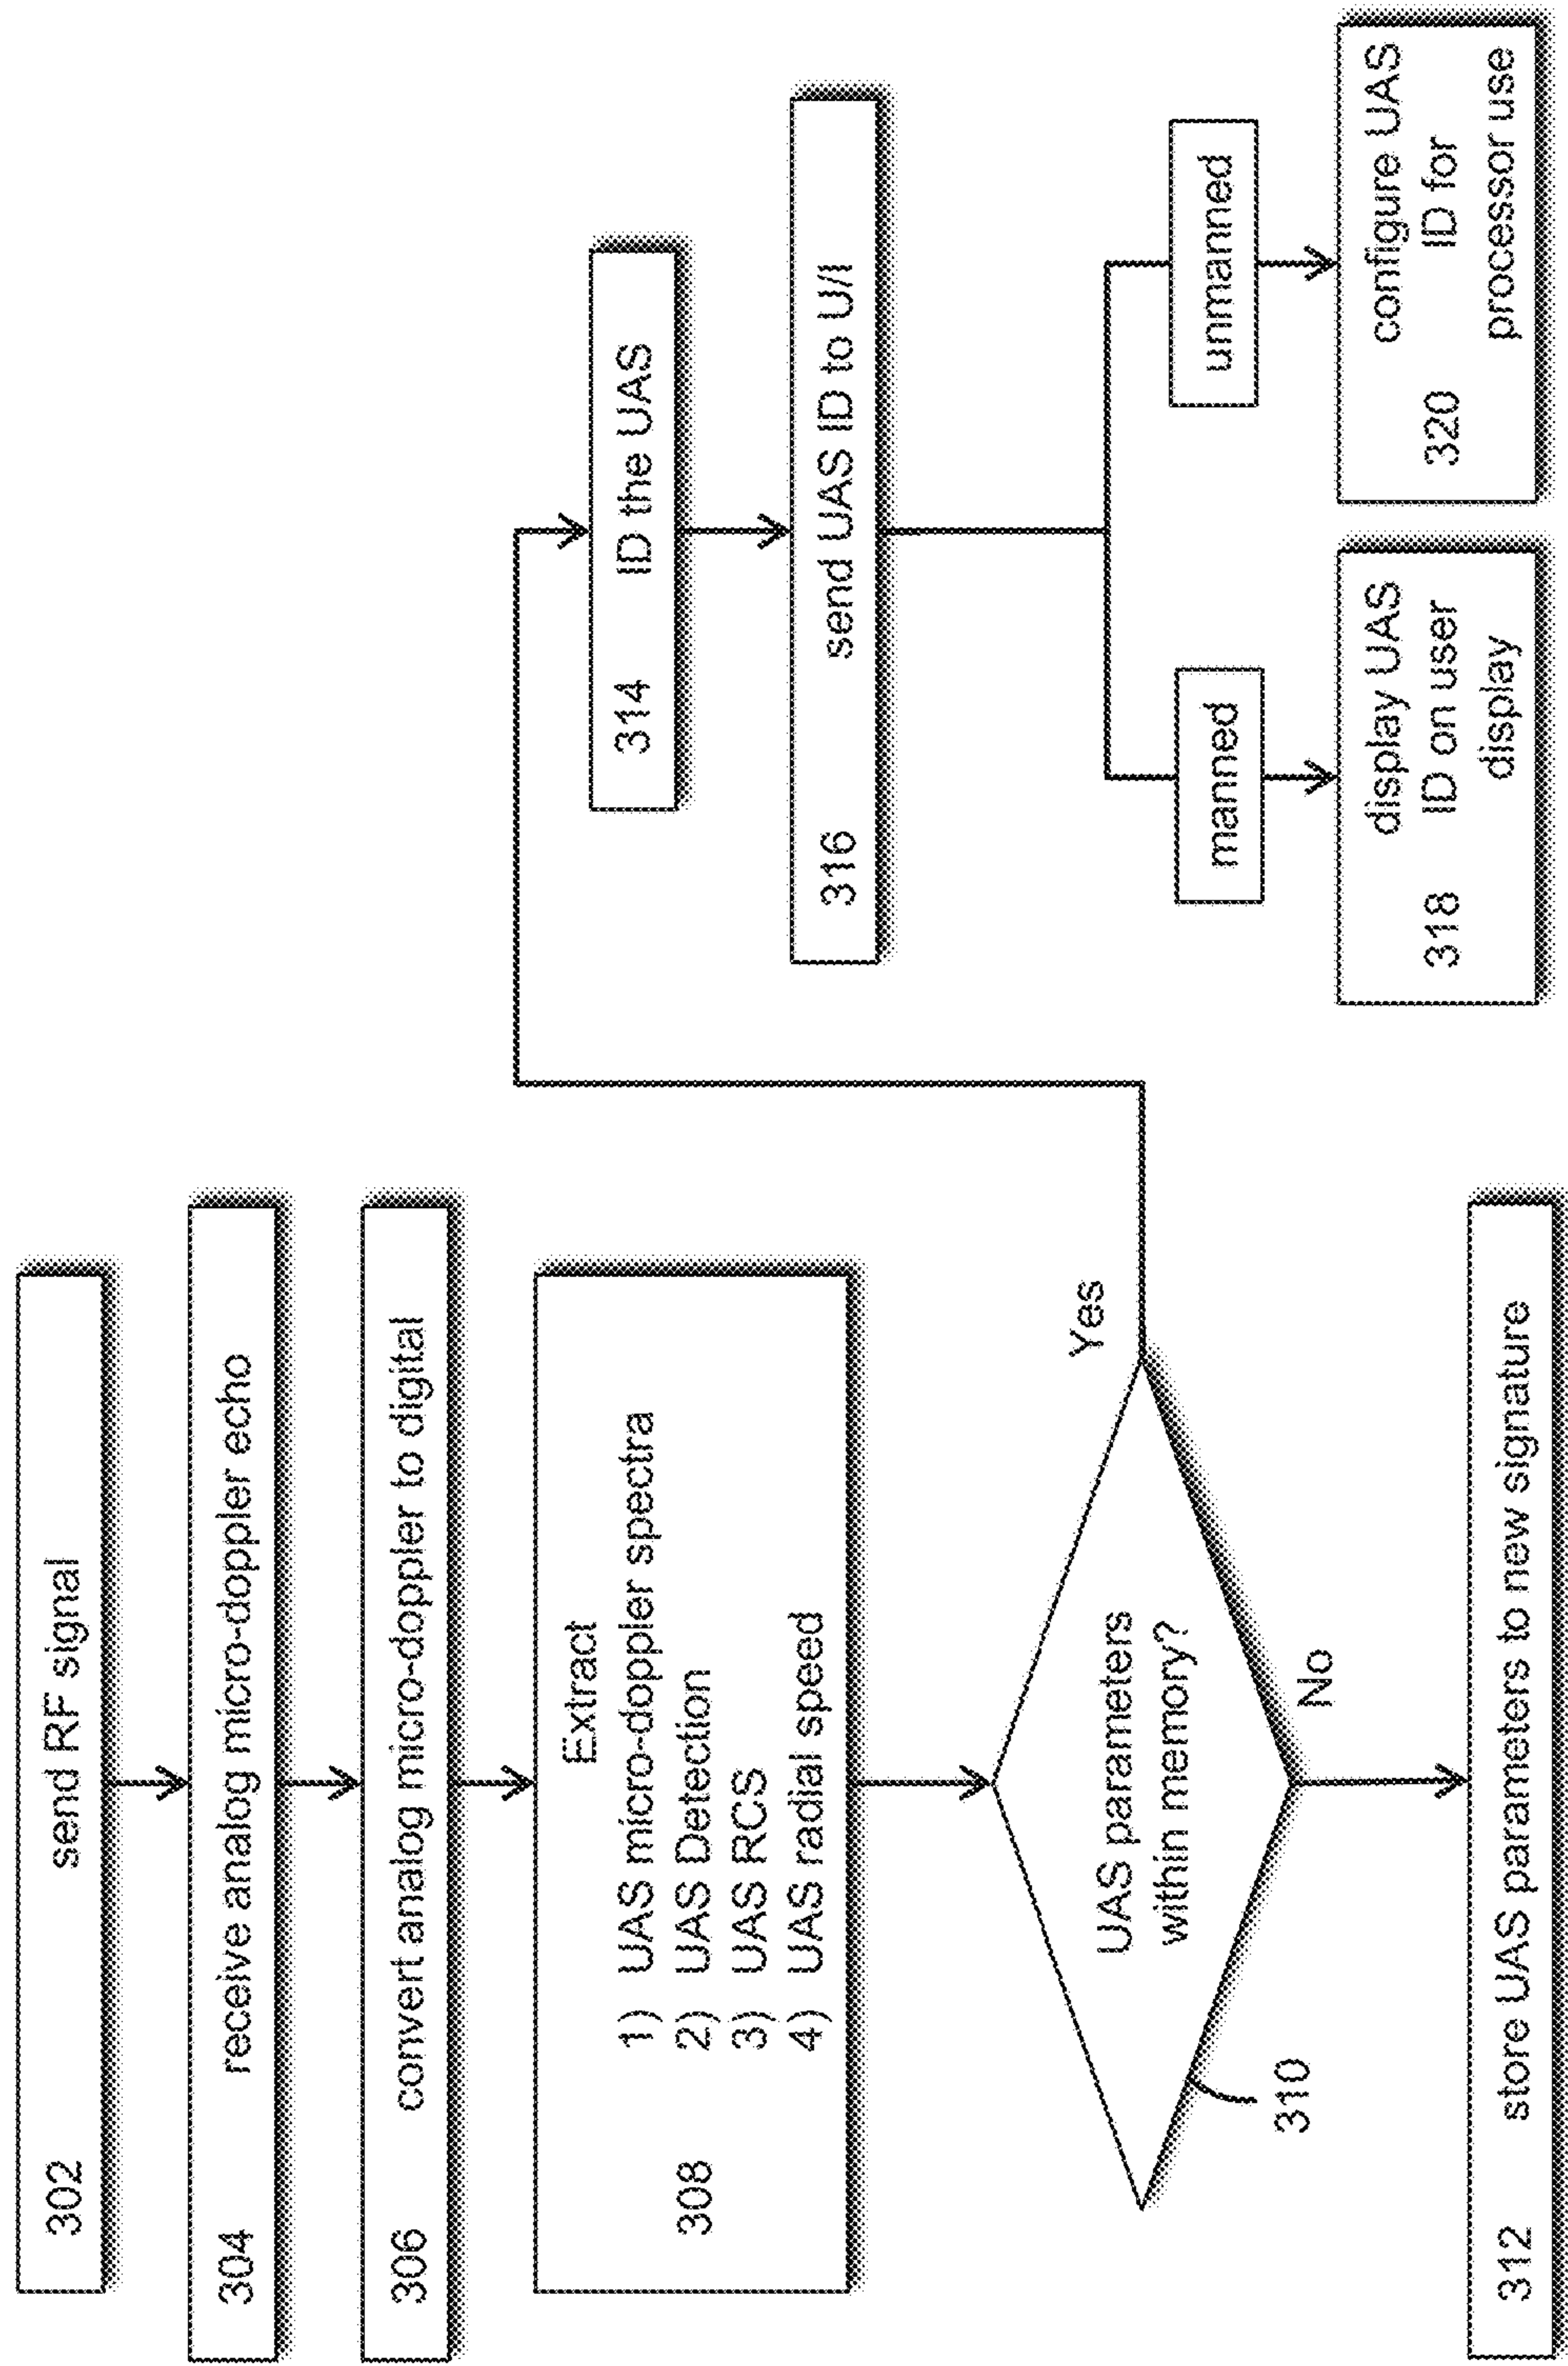 302 send RF signal
304 receive analog micro-doppler echo
306 convert analog micro-doppler to digital
Extract
308
1) UAS micro-doppler spectra
2) UAS Detection
3) UAS RCS
4) UAS radial speed
UAS parameters
within memory?
310
Yes
No
312 store UAS parameters to new signature
314 ID the UAS
316 send UAS ID to U/I
manned
unmanned
display UAS
318 ID on user
display
configure UAS
320 ID for
processor use